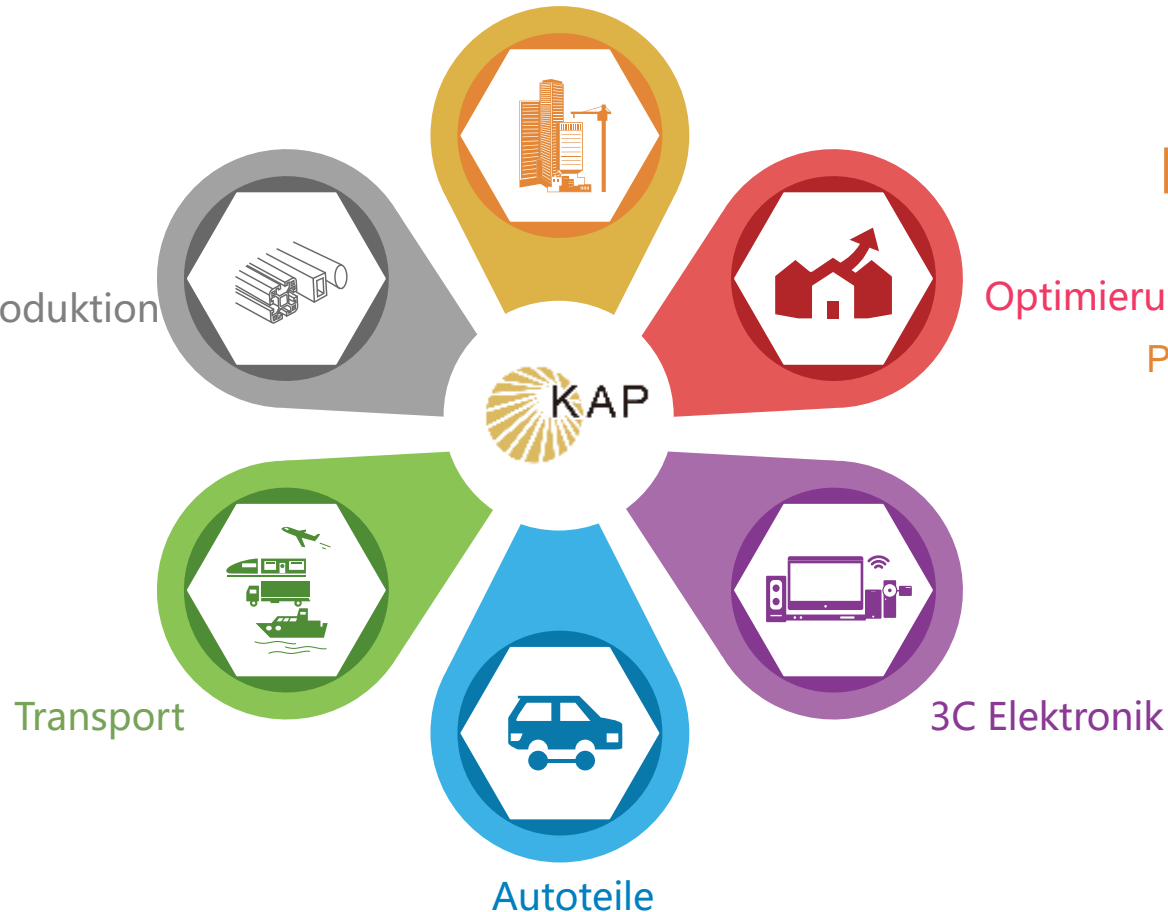 oduktion
Optimieru
P
KAP
Transport
3C Elektronik
Autoteile